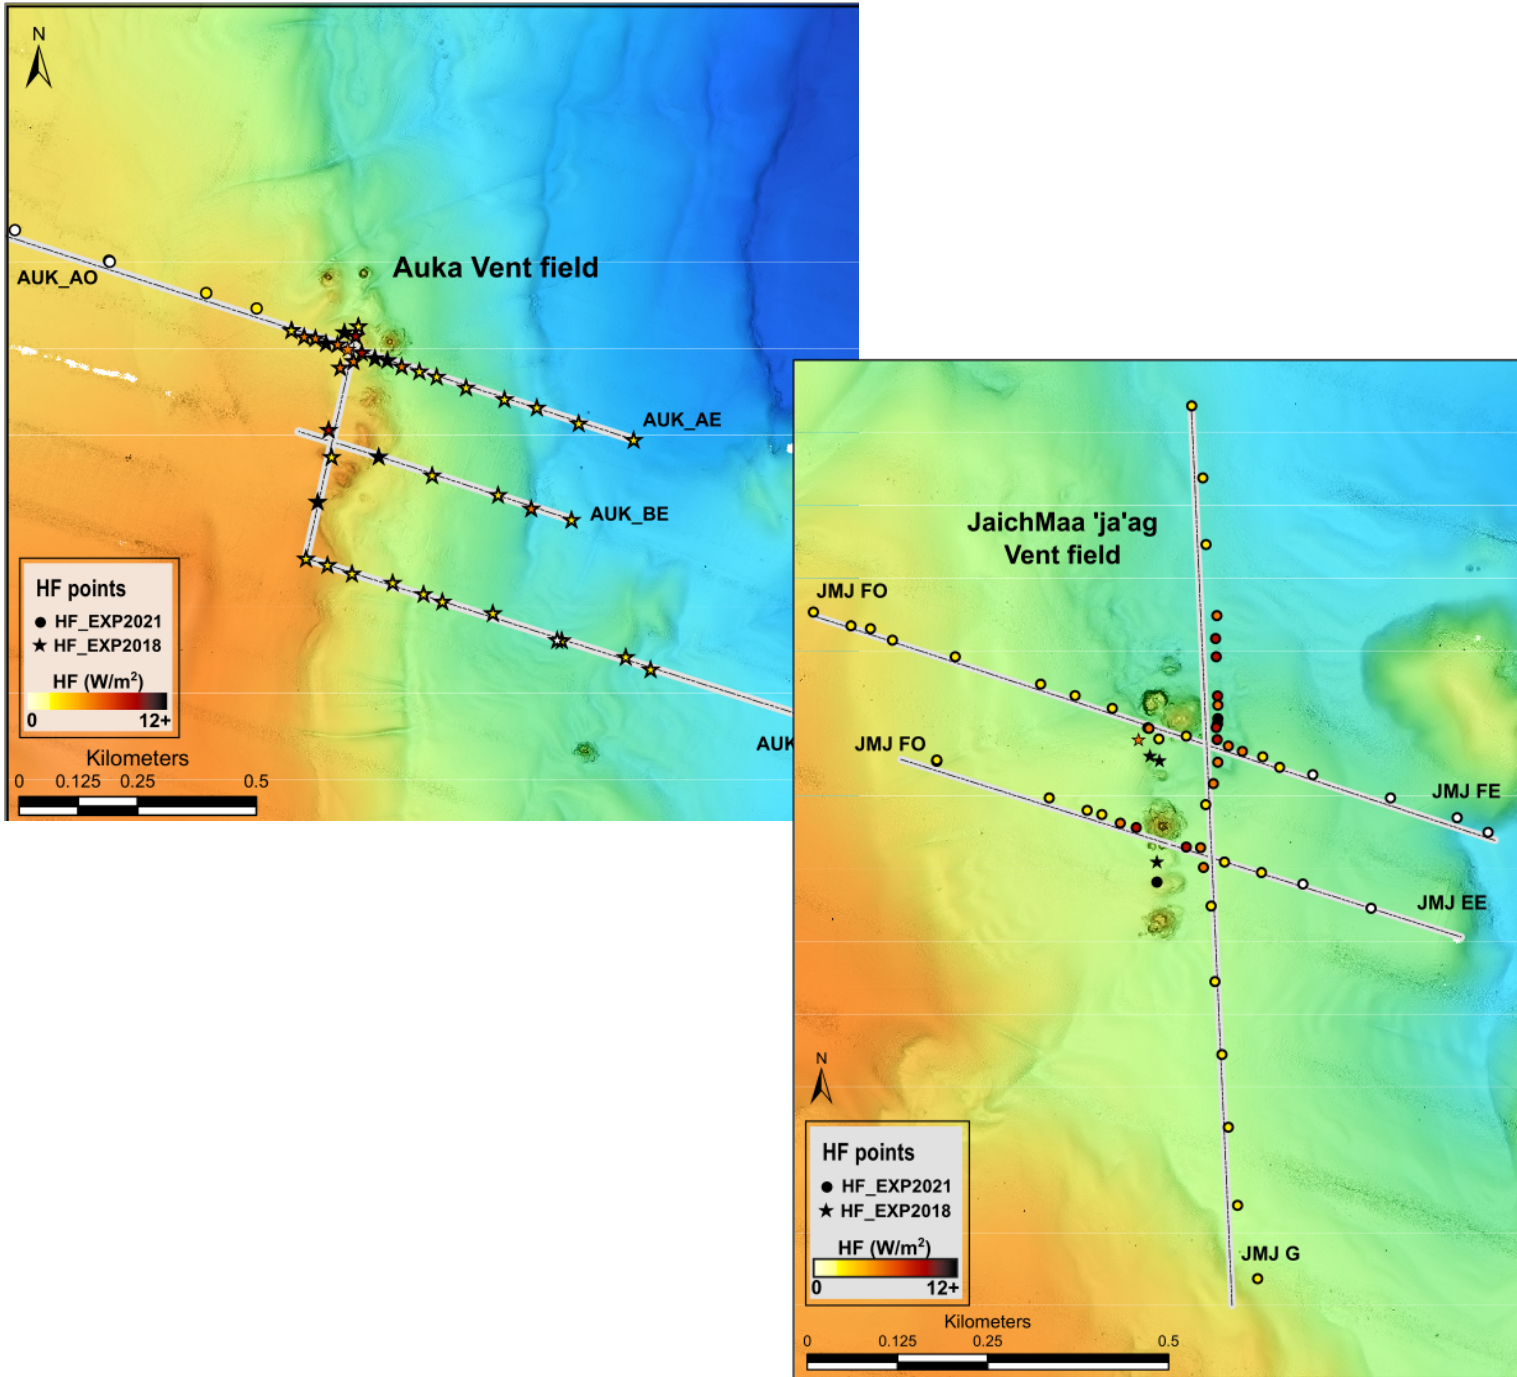 N
AUK_AO
Auka Vent field
AUK_AE
AUK_BE
AUK
HF points
HF_EXP2021
HF_EXP2018
HF (W/m²)
0 12+
Kilometers
0 0.125 0.25 0.5
JaichMaa 'ja'ag
Vent field
JMJ FO
JMJ FO
JMJ FE
JMJ EE
JMJ G
N
HF points
HF_EXP2021
HF_EXP2018
HF (W/m²)
0 12+
Kilometers
0 0.125 0.25 0.5